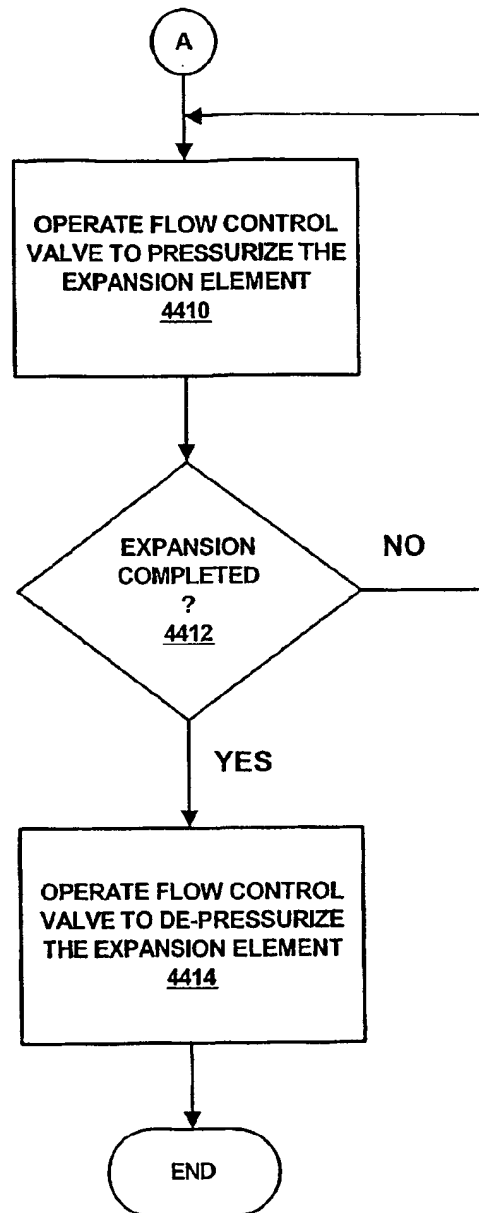 A
OPERATE FLOW CONTROL
VALVE TO PRESSURIZE THE
EXPANSION ELEMENT
4410
EXPANSION
COMPLETED
?
4412
NO
YES
OPERATE FLOW CONTROL
VALVE TO DE-PRESSURIZE
THE EXPANSION ELEMENT
4414
END